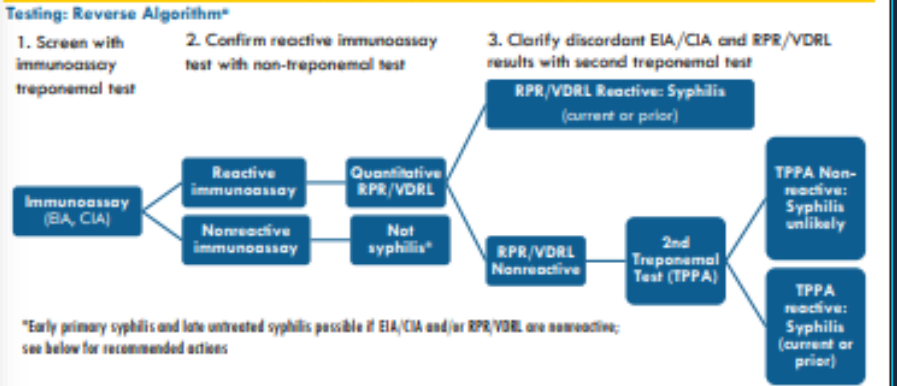 Testing: Reverse Algorithm*
1. Screen with
immunoassay
treponemal test
2. Confirm reactive immunoassay
test with non-treponemal test
3. Clarify discordant EIA/CIA and RPR/VDRL
results with second treponemal test
RPR/VDRL Reactive: Syphilis
(current or prior)
Immunoassay
(EIA, CIA)
Reactive
immunoassay
Quantitative
RPR/VDRL
Nonreactive
immunoassay
Not
syphilis*
RPR/VDRL
Nonreactive
2nd
Treponemal
Test (TPPA)
TPPA Non-
reactive:
Syphilis
unlikely
TPPA
reactive:
Syphilis
(current or
prior)
*Early primary syphilis and late untreated syphilis possible if EIA/CIA and/or RPR/VDRL are nonreactive;
see below for recommended actions